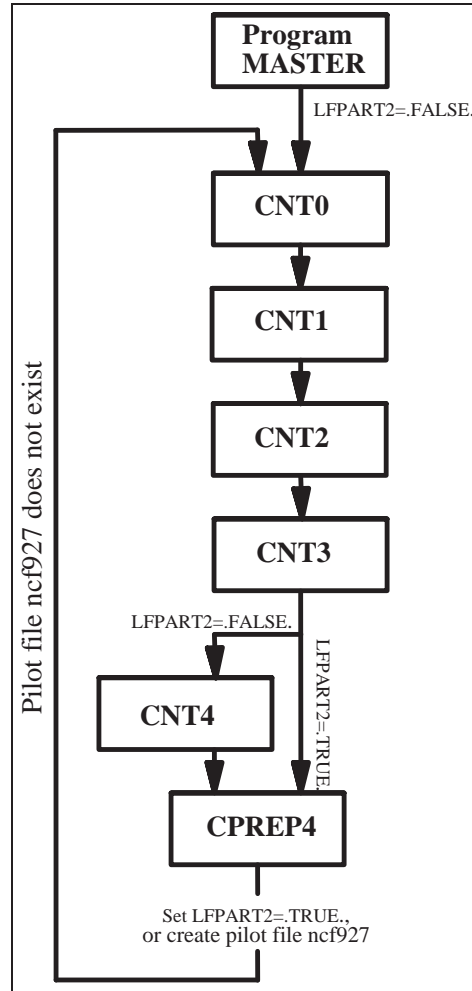 Program
MASTER
LFPART2=.FALSE.
CNT0
CNT1
CNT2
CNT3
LFPART2=.FALSE.
LFPART2=.TRUE.
CNT4
CPREP4
Set LFPART2=.TRUE.,
or create pilot file ncf927
Pilot file ncf927 does not exist